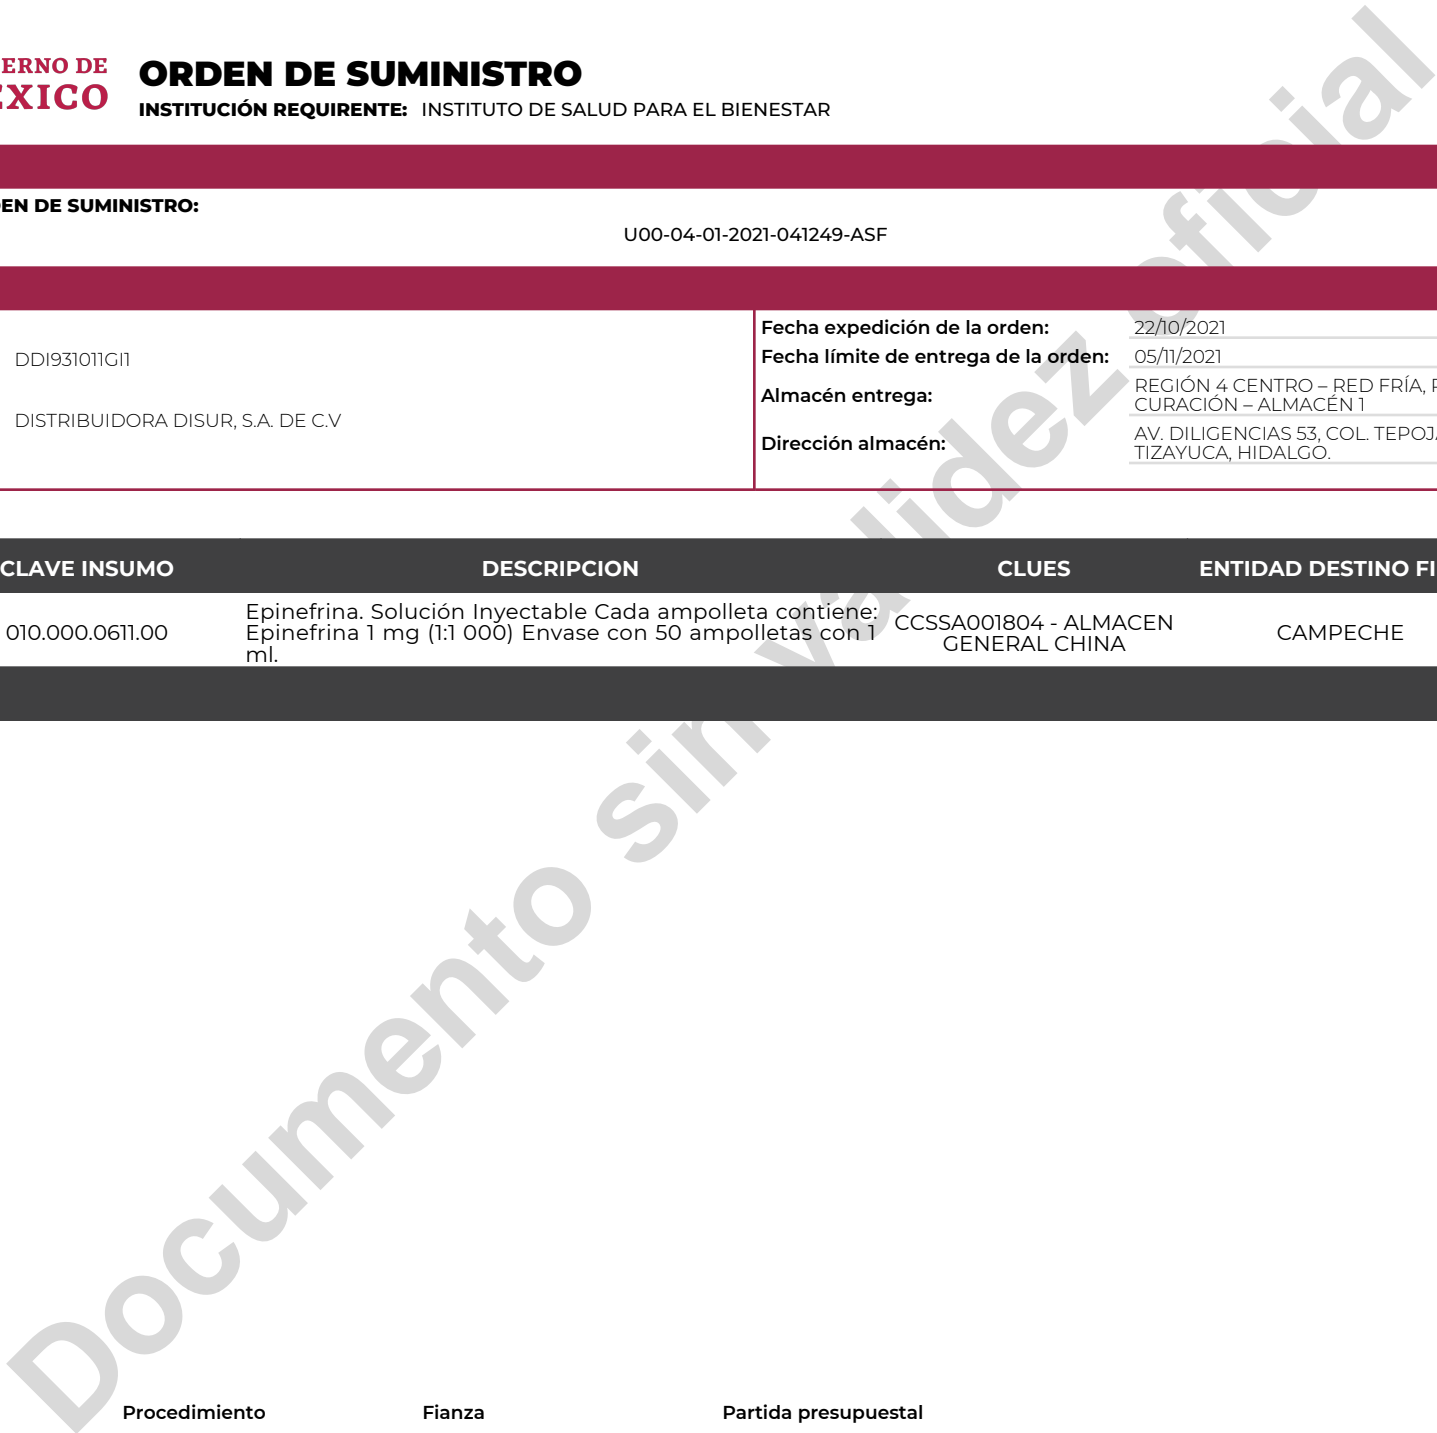 ERNO DE
XICO
ORDEN DE SUMINISTRO
INSTITUCIÓN REQUIRENTE: INSTITUTO DE SALUD PARA EL BIENESTAR
EN DE SUMINISTRO:
U00-04-01-2021-041249-ASF
DDI931011GI1
DISTRIBUIDORA DISUR, S.A. DE C.V
Fecha expedición de la orden: 22/10/2021
Fecha límite de entrega de la orden: 05/11/2021
Almacén entrega: REGIÓN 4 CENTRO – RED FRÍA,
CURACIÓN – ALMACÉN 1
Dirección almacén: AV. DILIGENCIAS 53, COL. TEPOJA
TIZAYUCA, HIDALGO.
CLAVE INSUMO DESCRIPCION CLUES ENTIDAD DESTINO FI
010.000.0611.00
Epinefrina. Solución Inyectable Cada ampolleta contiene:
Epinefrina 1 mg (1:1 000) Envase con 50 ampolletas con 1
ml.
CCSSA001804 - ALMACEN
GENERAL CHINA
CAMPECHE
Documento sin validez oficial
Procedimiento Fianza Partida presupuestal